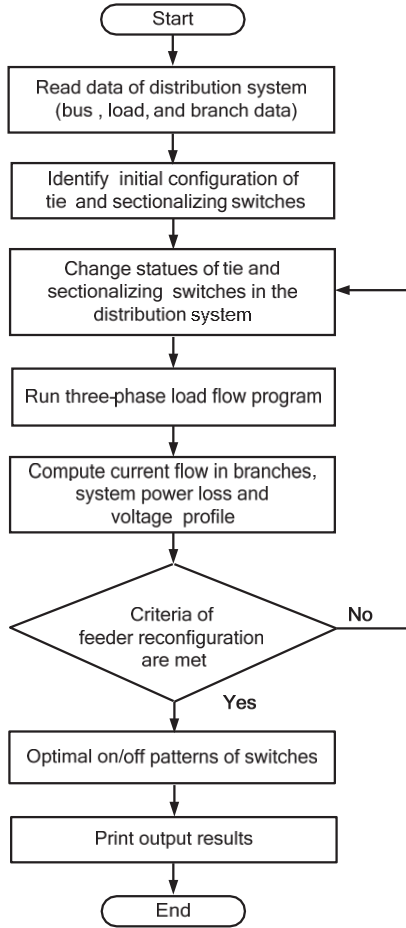 Start
Read data of distribution system
(bus , load, and branch data)
Identify initial configuration of
tie and sectionalizing switches
Change statues of tie and
sectionalizing switches in the
distribution system
Run three-phase load flow program
Compute current flow in branches,
system power loss and
voltage profile
Criteria of
feeder reconfiguration
are met
No
Yes
Optimal on/off patterns of switches
Print output results
End